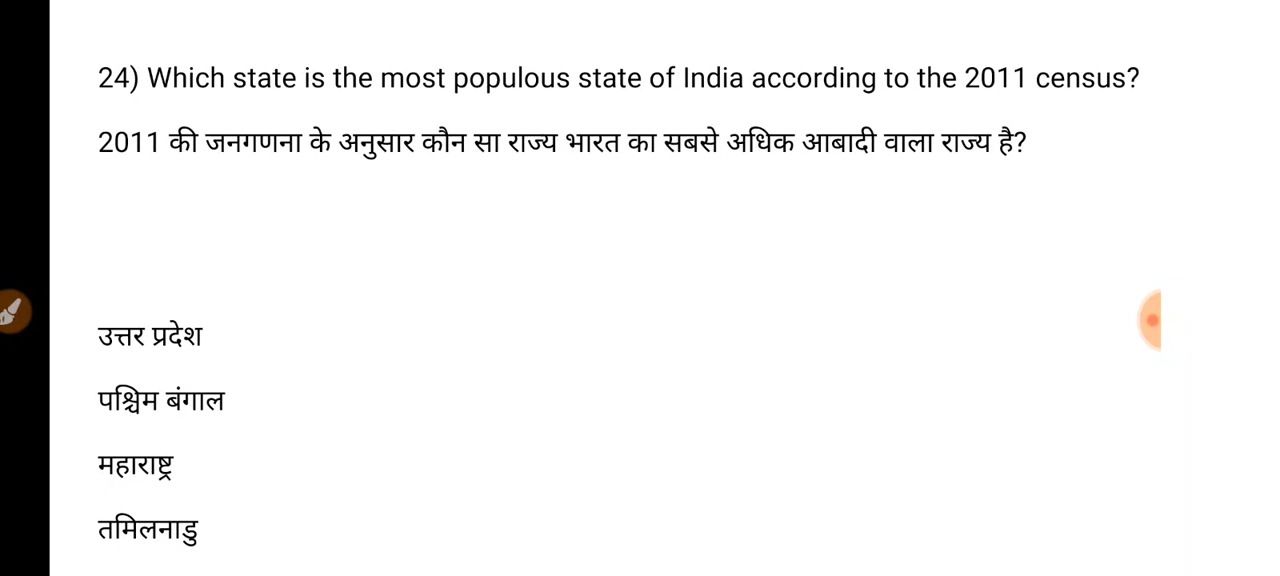 24) Which state is the most populous state of India according to the 2011 census?
2011 की जनगणना के अनुसार कौन सा राज्य भारत का सबसे अधिक आबादी वाला राज्य है?
उत्तर प्रदेश
पश्चिम बंगाल
महाराष्ट्र
तमिलनाडु